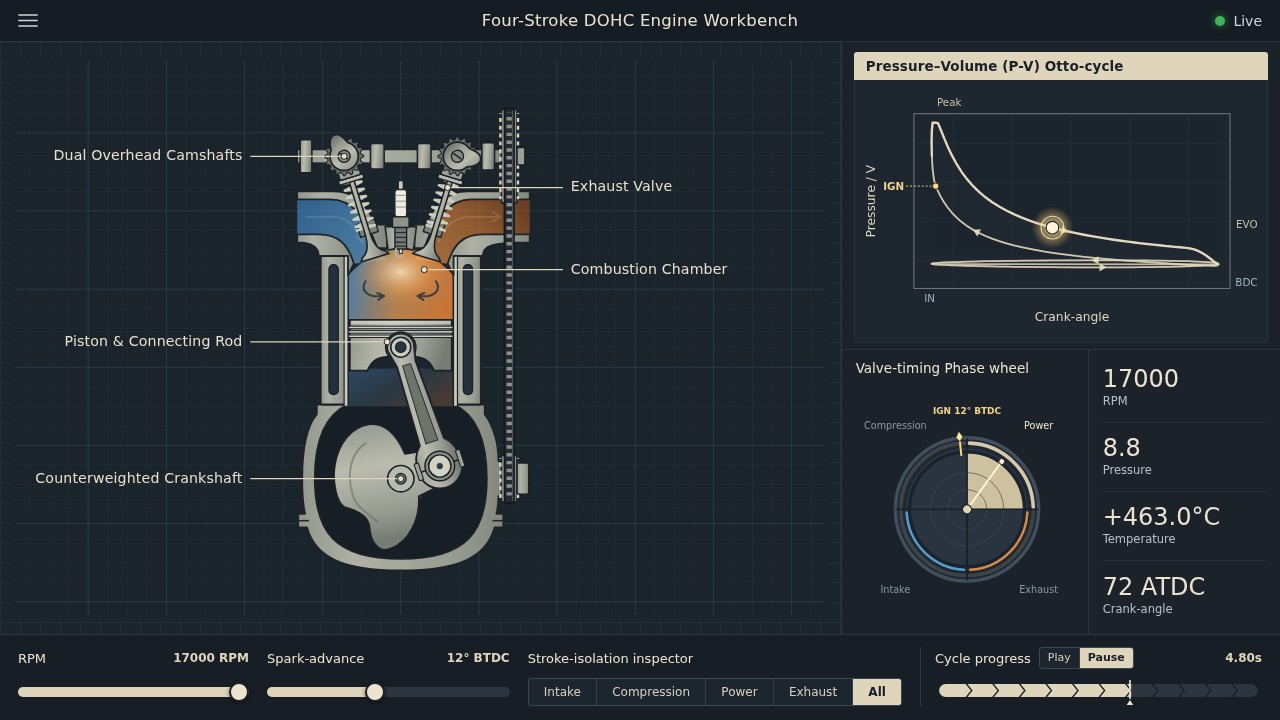 Four-Stroke DOHC Engine Workbench
Live
Dual Overhead Camshafts
Exhaust Valve
Combustion Chamber
Piston & Connecting Rod
Counterweighted Crankshaft
Pressure–Volume (P-V) Otto-cycle
Peak
Pressure / V
IGN
EVO
BDC
IN
Crank-angle
Valve-timing Phase wheel
IGN 12° BTDC
Compression
Power
Intake
Exhaust
17000
RPM
8.8
Pressure
+463.0°C
Temperature
72 ATDC
Crank-angle
RPM
17000 RPM
Spark-advance
12° BTDC
Stroke-isolation inspector
Intake
Compression
Power
Exhaust
All
Cycle progress
Play
Pause
4.80s